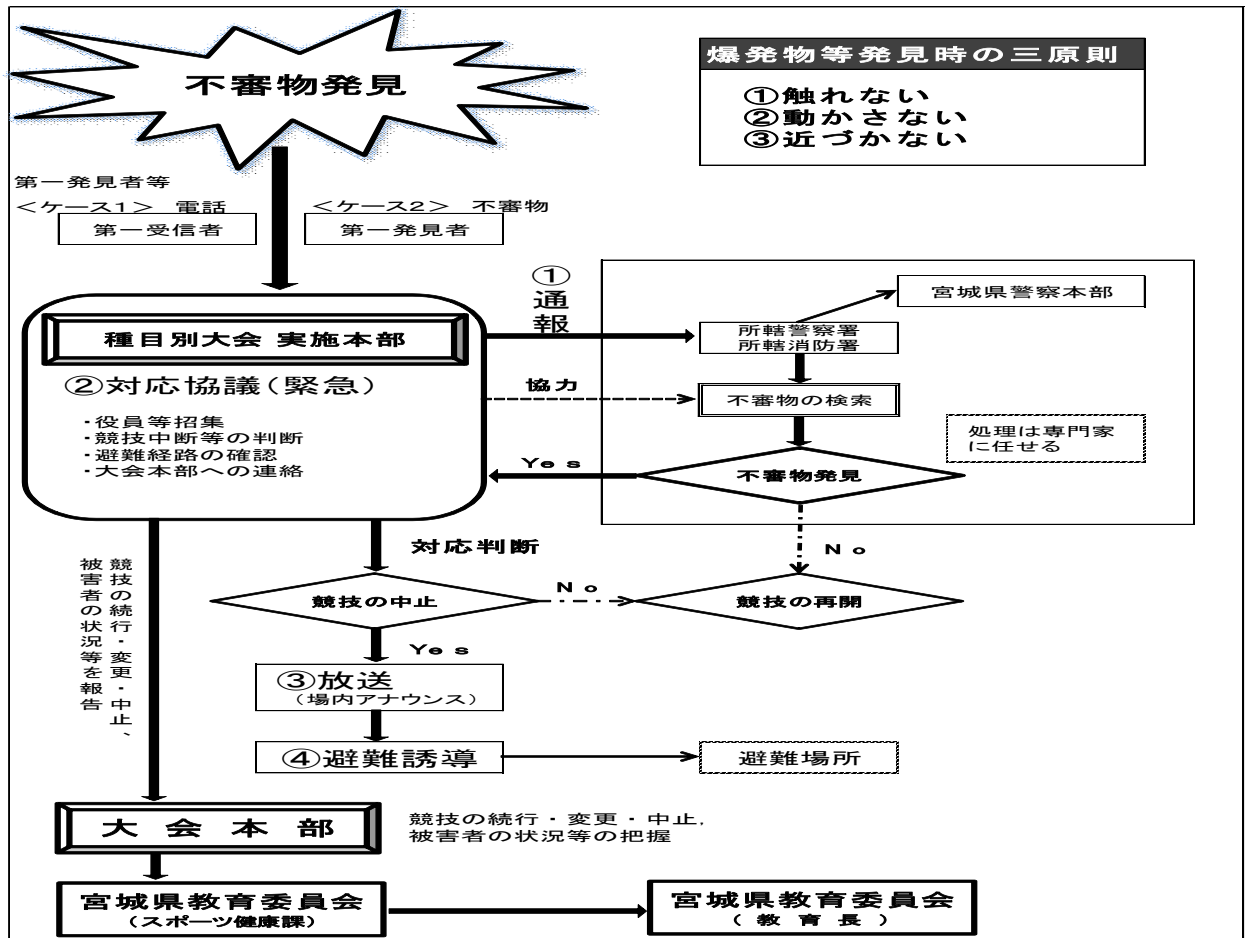 不審物発見
爆発物等発見時の三原則
①触れない
②動かさない
③近づかない
第一発見者等
<ケース1> 電話
<ケース2> 不審物
第一受信者
第一発見者
①通報
宮城県警察本部
種目別大会 実施本部
所轄警察署
所轄消防署
②対応協議(緊急)
協力
不審物の検索
・役員等招集
・競技中断等の判断
・避難経路の確認
・大会本部への連絡
処理は専門家
に任せる
Yes
不審物発見
対応判断
No
競技の続行・変更・中止、
被害者の状況等を報告
競技の中止
No
競技の再開
Yes
③放送
(場内アナウンス)
④避難誘導
避難場所
大会本部
競技の続行・変更・中止,
被害者の状況等の把握
宮城県教育委員会
(スポーツ健康課)
宮城県教育委員会
(教育長)